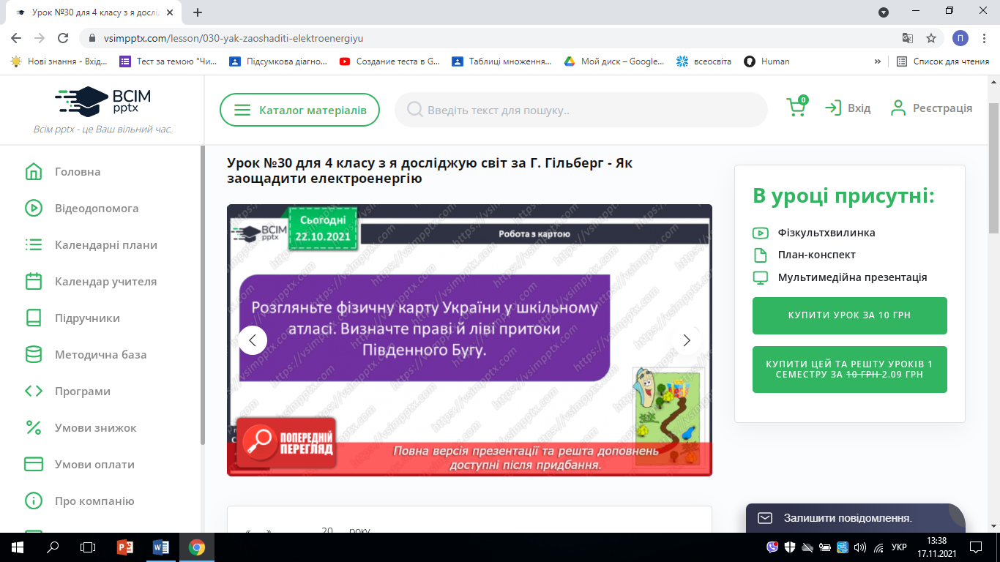 Урок №30 для 4 класу з я дослі
vsimpptx.com/lesson/030-yak-zaoshaditi-elektroenergiyu
П
Нові знання - Вхід...
Тест за темою "Чи...
Підсумкова діагно...
Создание теста в G...
Таблиці множення...
Мой диск – Google...
всеосвіта
Human
»
Список для чтения
ВСІМ
pptx
Всім pptx - це Ваш вільний час.
Каталог матеріалів
Введіть текст для пошуку..
0
Вхід
Реєстрація
Головна
Відеодопомога
Календарні плани
Календар учителя
Підручники
Методична база
Програми
Умови знижок
Умови оплати
Про компанію
Урок №30 для 4 класу з я досліджую світ за Г. Гільберг - Як
заощадити електроенергію
ВСІМ
pptx
Сьогодні
22.10.2021
Робота з картою
Розгляньте фізичну карту України у шкільному
атласі. Визначте праві й ліві притоки
Південного Бугу.
https://vsimpptx.com
ПОПЕРЕДНІЙ
ПЕРЕГЛЯД
Повна версія презентації та решта доповнень
доступні після придбання.
« » 20 року
В уроці присутні:
Фізкультхвилинка
План-конспект
Мультимедійна презентація
КУПИТИ УРОК ЗА 10 ГРН
КУПИТИ ЦЕЙ ТА РЕШТУ УРОКІВ 1
СЕМЕСТРУ ЗА 10 ГРН 2.09 ГРН
Залишити повідомлення.
УКР
13:38
17.11.2021